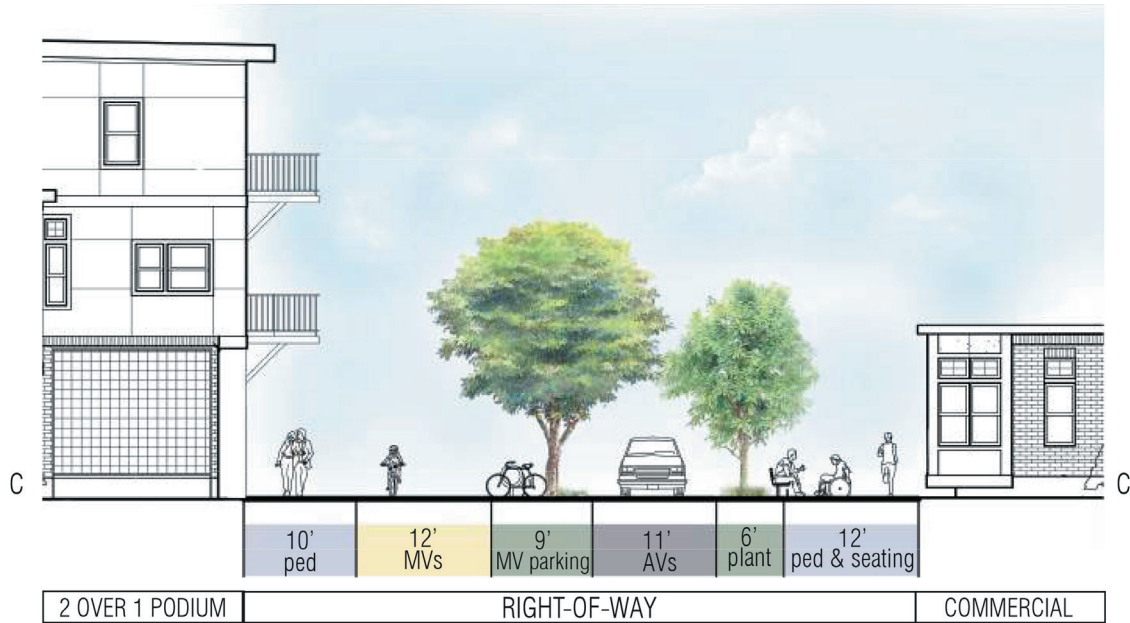 C C
10' 12' 9' 11' 6' 12'
ped MVs MV parking AVs plant ped & seating
2 OVER 1 PODIUM RIGHT-OF-WAY COMMERCIAL